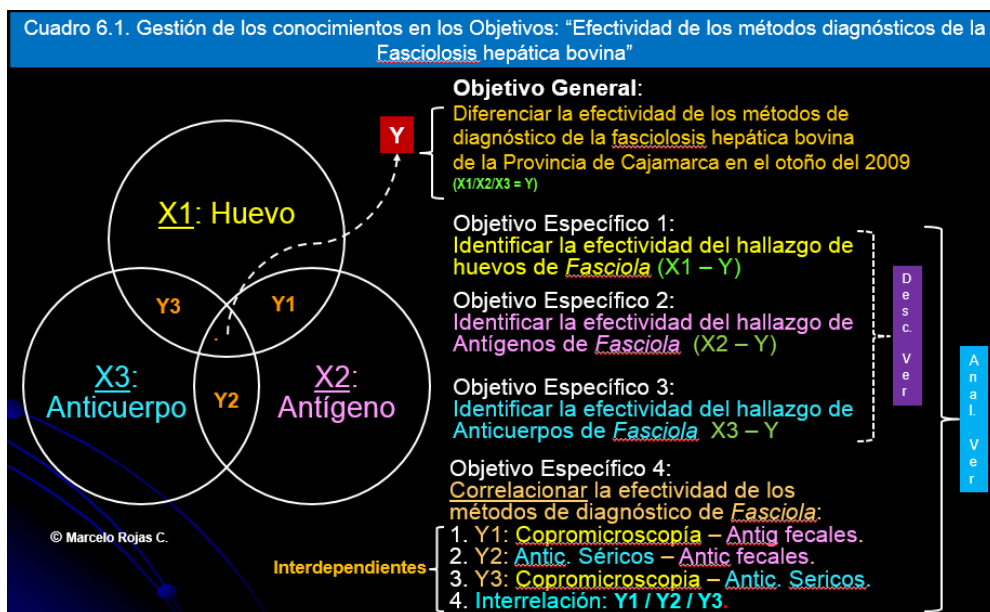 Cuadro 6.1. Gestión de los conocimientos en los Objetivos: “Efectividad de los métodos diagnósticos de la
Fasciolosis hepática bovina”
Y
X1: Huevo
Y3
Y1
X3:
Anticuerpo
Y2
X2:
Antígeno
© Marcelo Rojas C.
Objetivo General:
Diferenciar la efectividad de los métodos de
diagnóstico de la fasciolosis hepática bovina
de la Provincia de Cajamarca en el otoño del 2009
(X1/X2/X3 = Y)
Objetivo Específico 1:
Identificar la efectividad del hallazgo de
huevos de Fasciola (X1 – Y)
Objetivo Específico 2:
Identificar la efectividad del hallazgo de
Antígenos de Fasciola (X2 – Y)
Objetivo Específico 3:
Identificar la efectividad del hallazgo de
Anticuerpos de Fasciola X3 – Y
Objetivo Específico 4:
Correlacionar la efectividad de los
métodos de diagnóstico de Fasciola:
Interdependientes
1. Y1: Copromicroscopía – Antig fecales.
2. Y2: Antic. Séricos – Antic fecales.
3. Y3: Copromicroscopia – Antic. Sericos.
4. Interrelación: Y1 / Y2 / Y3.
Desc. Ver
Anal. Ver